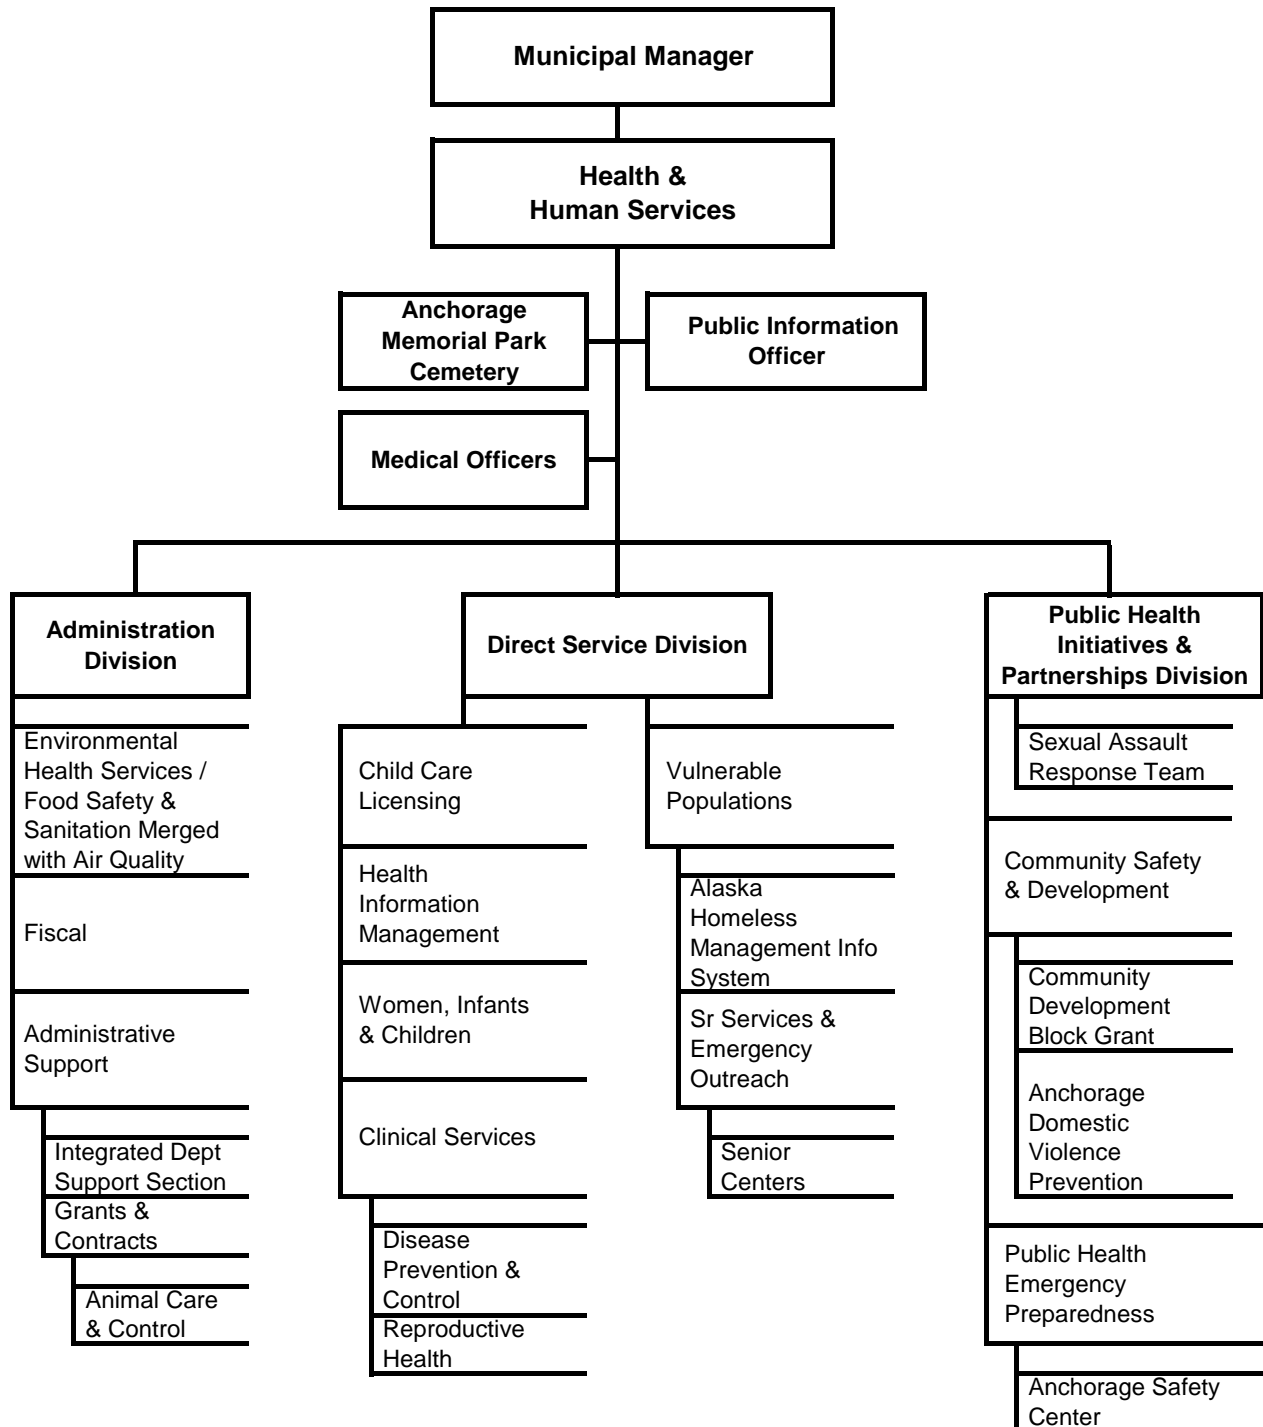 Municipal Manager
Health &
Human Services
Anchorage
Memorial Park
Cemetery
Public Information
Officer
Medical Officers
Administration
Division
Environmental
Health Services /
Food Safety &
Sanitation Merged
with Air Quality
Fiscal
Administrative
Support
Integrated Dept
Support Section
Grants &
Contracts
Animal Care
& Control
Direct Service Division
Child Care
Licensing
Health
Information
Management
Women, Infants
& Children
Clinical Services
Disease
Prevention &
Control
Reproductive
Health
Vulnerable
Populations
Alaska
Homeless
Management Info
System
Sr Services &
Emergency
Outreach
Senior
Centers
Public Health
Initiatives &
Partnerships Division
Sexual Assault
Response Team
Community Safety
& Development
Community
Development
Block Grant
Anchorage
Domestic
Violence
Prevention
Public Health
Emergency
Preparedness
Anchorage Safety
Center